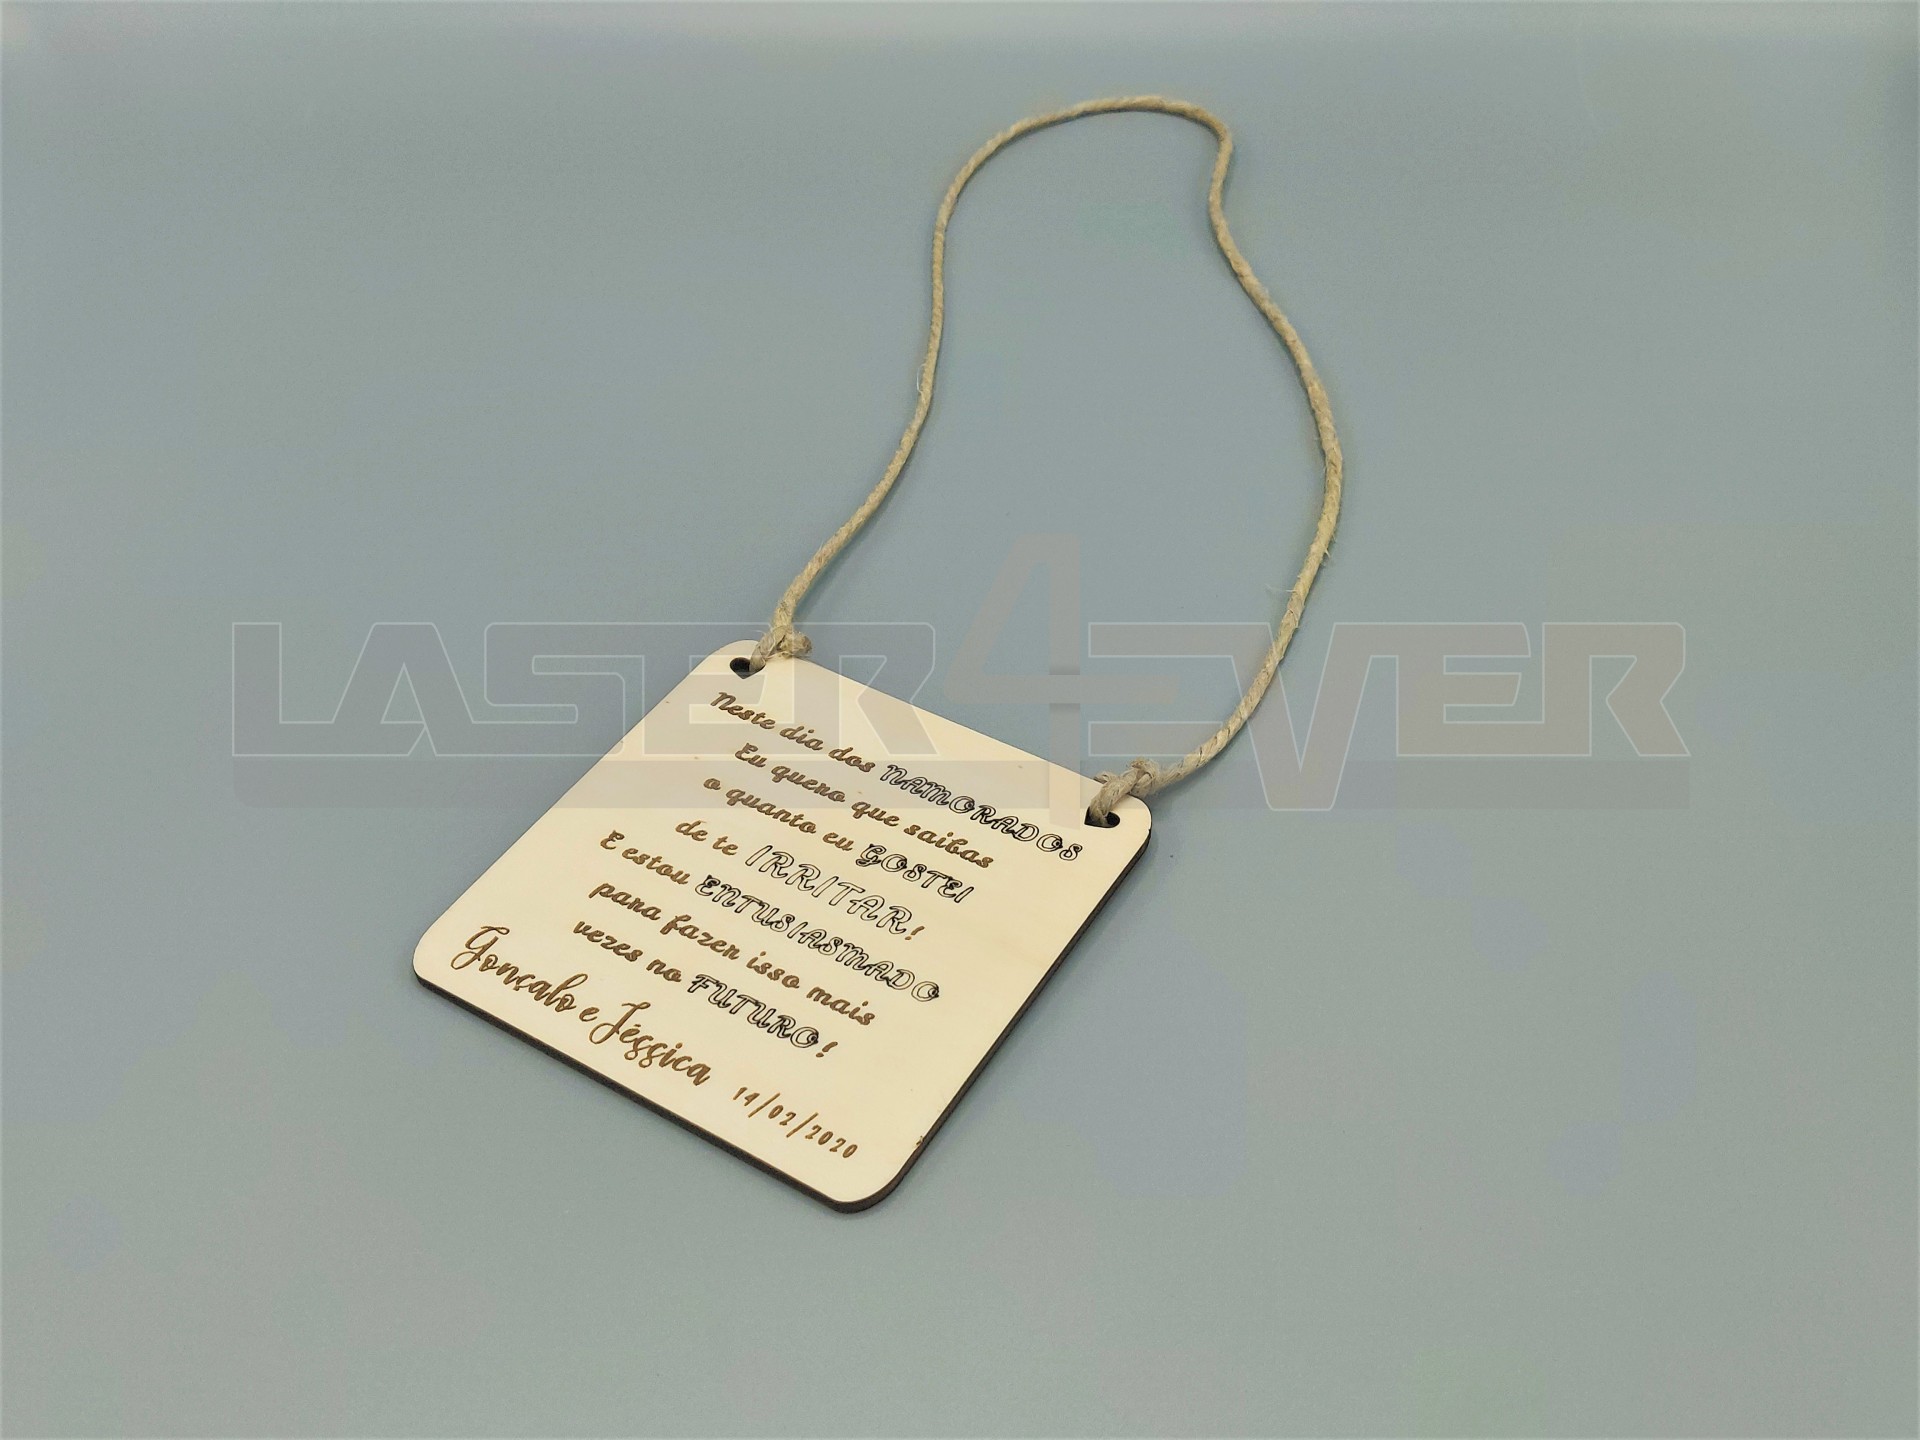 Neste dia dos NAMORADOS
Eu quero que saibas
o quanto eu GOSTEI
de te IRRITAR!
E estou ENTUSIASMADO
para fazer isso mais
vezes no FUTURO!
Gonçalo e Jéssica
14/02/2020
LASER4EVER